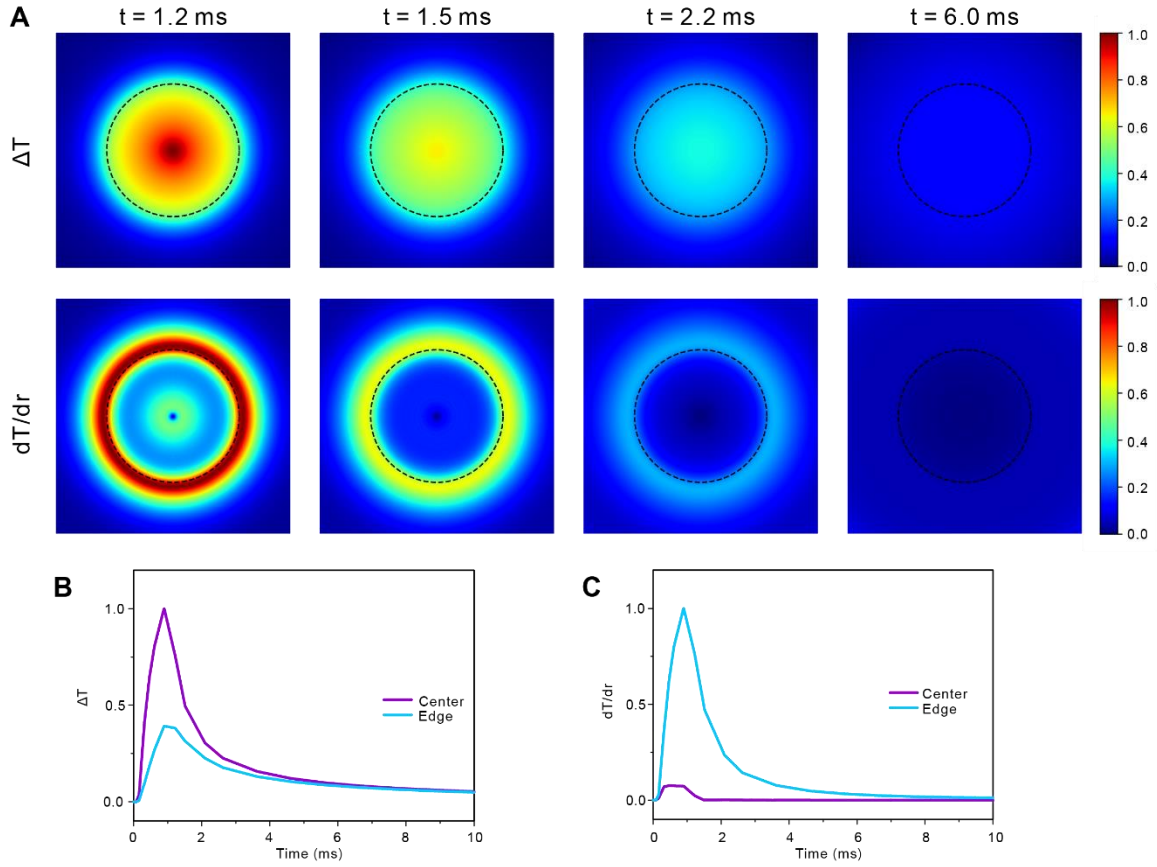 A
t = 1.2 ms
t = 1.5 ms
t = 2.2 ms
t = 6.0 ms
ΔT
1.0
0.8
0.6
0.4
0.2
0.0
dT/dr
1.0
0.8
0.6
0.4
0.2
0.0
B
ΔT
1.0
0.5
0.0
Center
Edge
0 2 4 6 8 10
Time (ms)
C
dT/dr
1.0
0.5
0.0
Center
Edge
0 2 4 6 8 10
Time (ms)